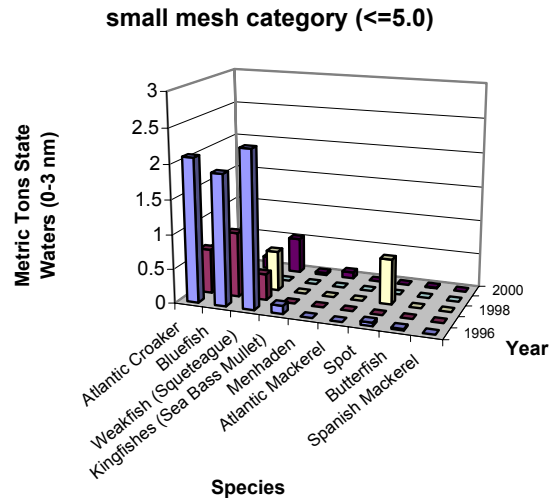 small mesh category (<=5.0)
Metric Tons State
Waters (0-3 nm)
3
2.5
2
1.5
1
0.5
0
Atlantic Croaker
Bluefish
Weakfish (Squeteague)
Kingfishes (Sea Bass Mullet)
Menhaden
Atlantic Mackerel
Spot
Butterfish
Spanish Mackerel
2000
1998
1996
Year
Species